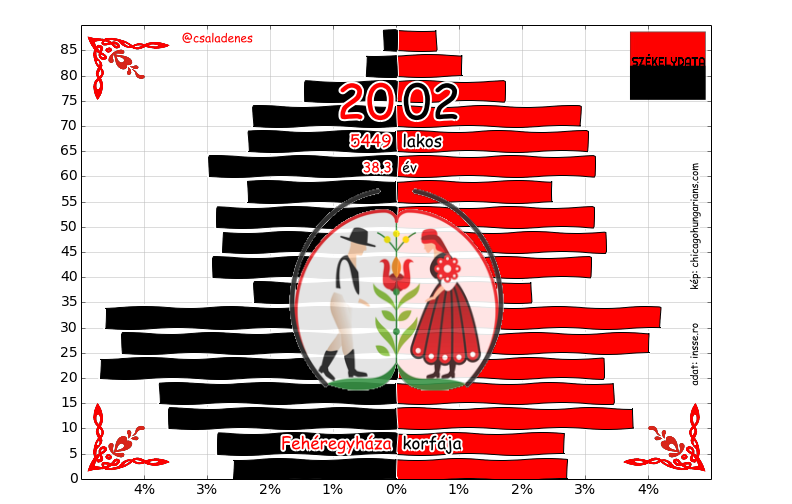 @csaladenes
SZÉKELYDATA
2002
5449 lakos
38.3 év
kép: chicagohungarians.com
adat: insse.ro
Fehéregyháza korfája
85
80
75
70
65
60
55
50
45
40
35
30
25
20
15
10
5
0
4% 3% 2% 1% 0% 1% 2% 3% 4%